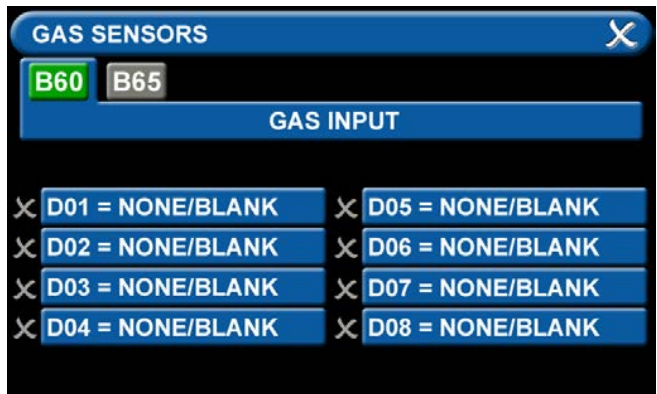 GAS SENSORS
B60 B65
GAS INPUT
D01 = NONE/BLANK D05 = NONE/BLANK
D02 = NONE/BLANK D06 = NONE/BLANK
D03 = NONE/BLANK D07 = NONE/BLANK
D04 = NONE/BLANK D08 = NONE/BLANK